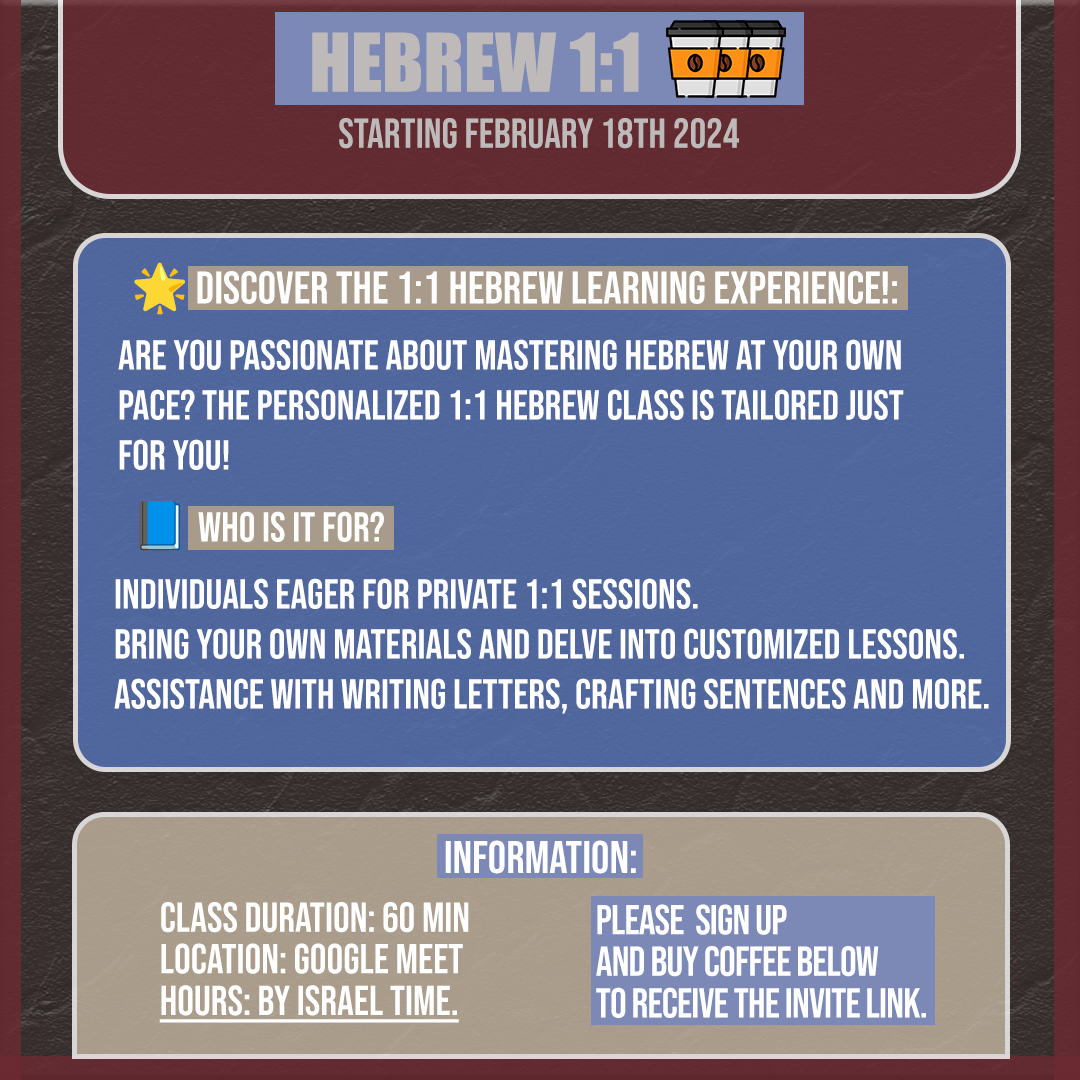 HEBREW 1:1
STARTING FEBRUARY 18TH 2024
DISCOVER THE 1:1 HEBREW LEARNING EXPERIENCE!:
ARE YOU PASSIONATE ABOUT MASTERING HEBREW AT YOUR OWN
PACE? THE PERSONALIZED 1:1 HEBREW CLASS IS TAILORED JUST
FOR YOU!
WHO IS IT FOR?
INDIVIDUALS EAGER FOR PRIVATE 1:1 SESSIONS.
BRING YOUR OWN MATERIALS AND DELVE INTO CUSTOMIZED LESSONS.
ASSISTANCE WITH WRITING LETTERS, CRAFTING SENTENCES AND MORE.
INFORMATION:
CLASS DURATION: 60 MIN
LOCATION: GOOGLE MEET
HOURS: BY ISRAEL TIME.
PLEASE SIGN UP
AND BUY COFFEE BELOW
TO RECEIVE THE INVITE LINK.